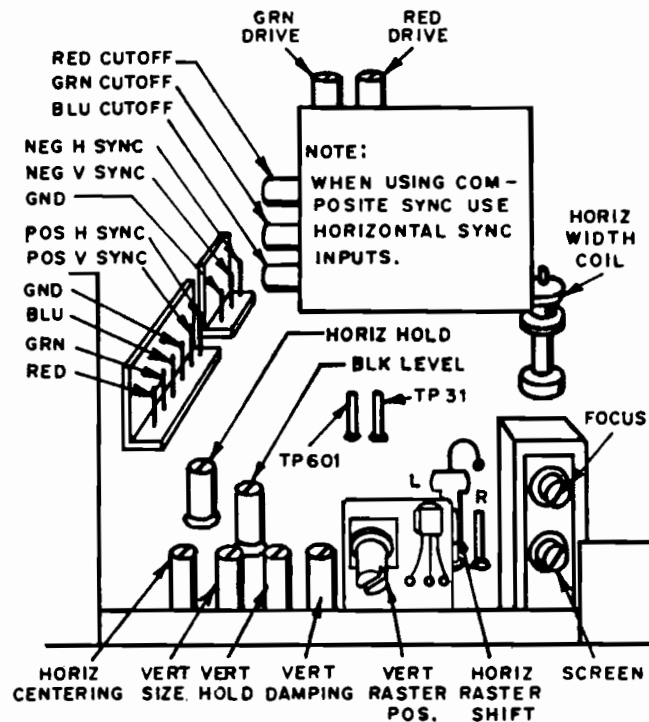 GRN
DRIVE
RED
DRIVE
RED CUTOFF
GRN CUTOFF
BLU CUTOFF
NEG H SYNC
NEG V SYNC
GND
POS H SYNC
POS V SYNC
GND
BLU
GRN
RED
NOTE:
WHEN USING COM-
POSITE SYNC USE
HORIZONTAL SYNC
INPUTS.
HORIZ
WIDTH
COIL
HORIZ HOLD
BLK LEVEL
TP 31
TP601
FOCUS
L
R
HORIZ
CENTERING
VERT
SIZE.
VERT
HOLD
VERT
DAMPING
VERT
RASTER
POS.
HORIZ
RASTER
SHIFT
SCREEN